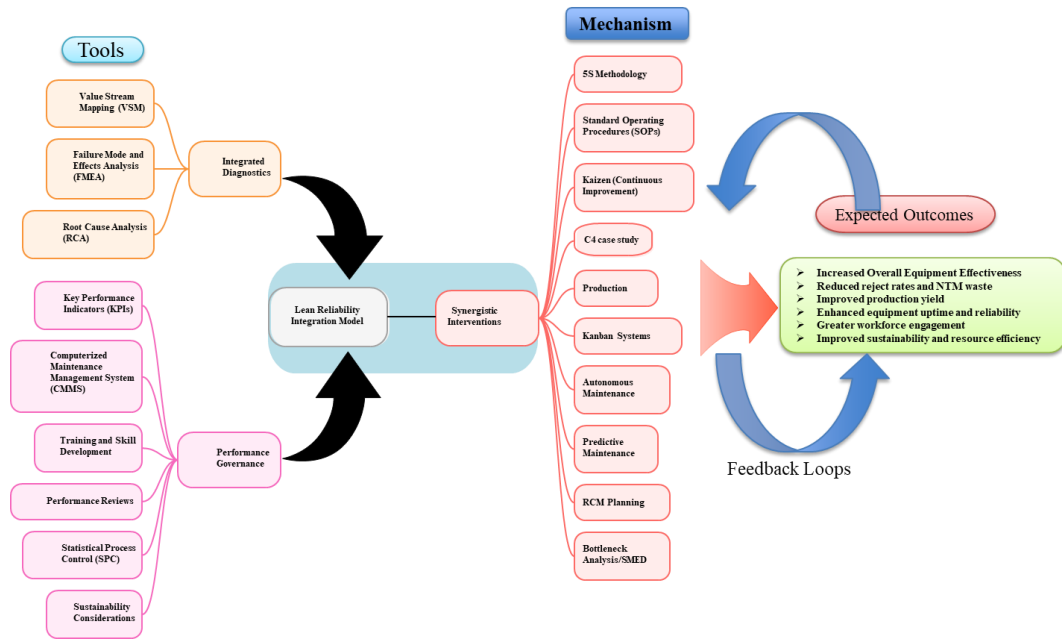 Tools
Value Stream
Mapping (VSM)
Failure Mode and
Effects Analysis
(FMEA)
Root Cause Analysis
(RCA)
Integrated
Diagnostics
Key Performance
Indicators (KPIs)
Computerized
Maintenance
Management System
(CMMS)
Training and Skill
Development
Performance Reviews
Statistical Process
Control (SPC)
Sustainability
Considerations
Performance
Governance
Lean Reliability
Integration Model
Synergistic
Interventions
Mechanism
5S Methodology
Standard Operating
Procedures (SOPs)
Kaizen (Continuous
Improvement)
C4 case study
Production
Kanban Systems
Autonomous
Maintenance
Predictive
Maintenance
RCM Planning
Bottleneck
Analysis/SMED
Expected Outcomes
➢ Increased Overall Equipment Effectiveness
➢ Reduced reject rates and NTM waste
➢ Improved production yield
➢ Enhanced equipment uptime and reliability
➢ Greater workforce engagement
➢ Improved sustainability and resource efficiency
Feedback Loops